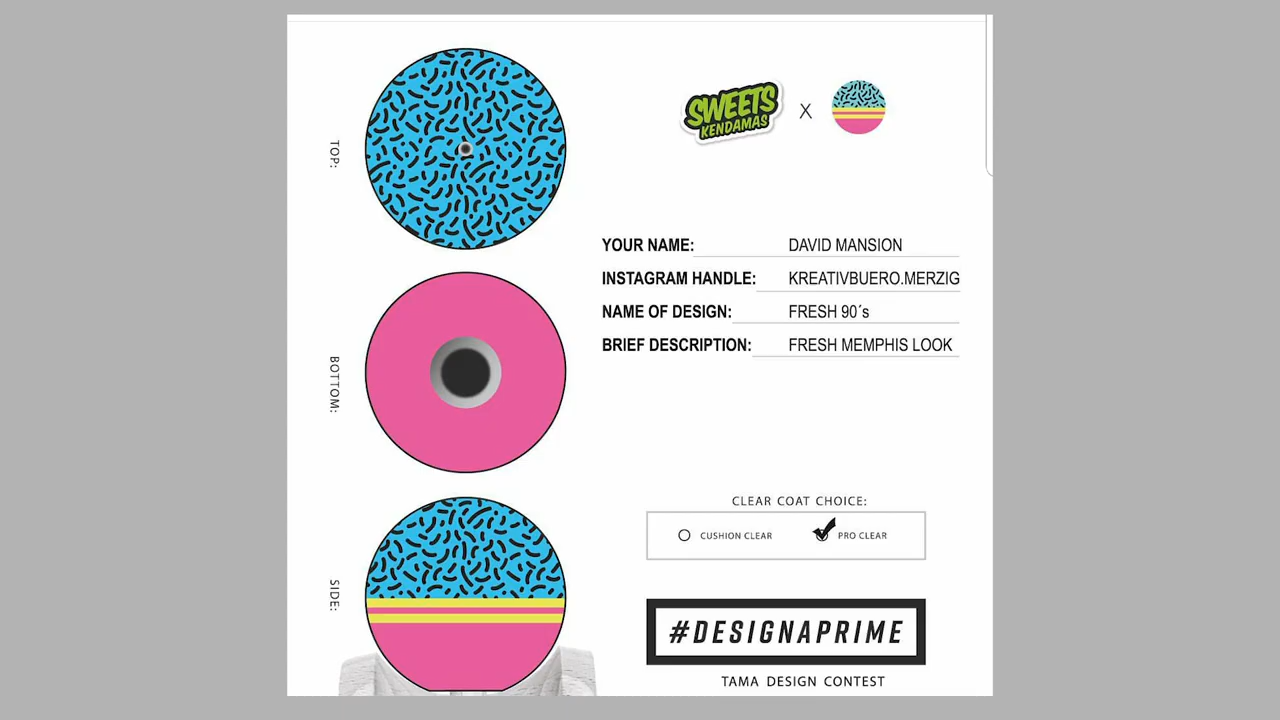 TOP:
BOTTOM:
SIDE:
SWEETS
KENDAMAS
X
YOUR NAME: DAVID MANSION
INSTAGRAM HANDLE: KREATIVBUERO.MERZIG
NAME OF DESIGN: FRESH 90´s
BRIEF DESCRIPTION: FRESH MEMPHIS LOOK
CLEAR COAT CHOICE:
CUSHION CLEAR PRO CLEAR
#DESIGNAPRIME
TAMA DESIGN CONTEST